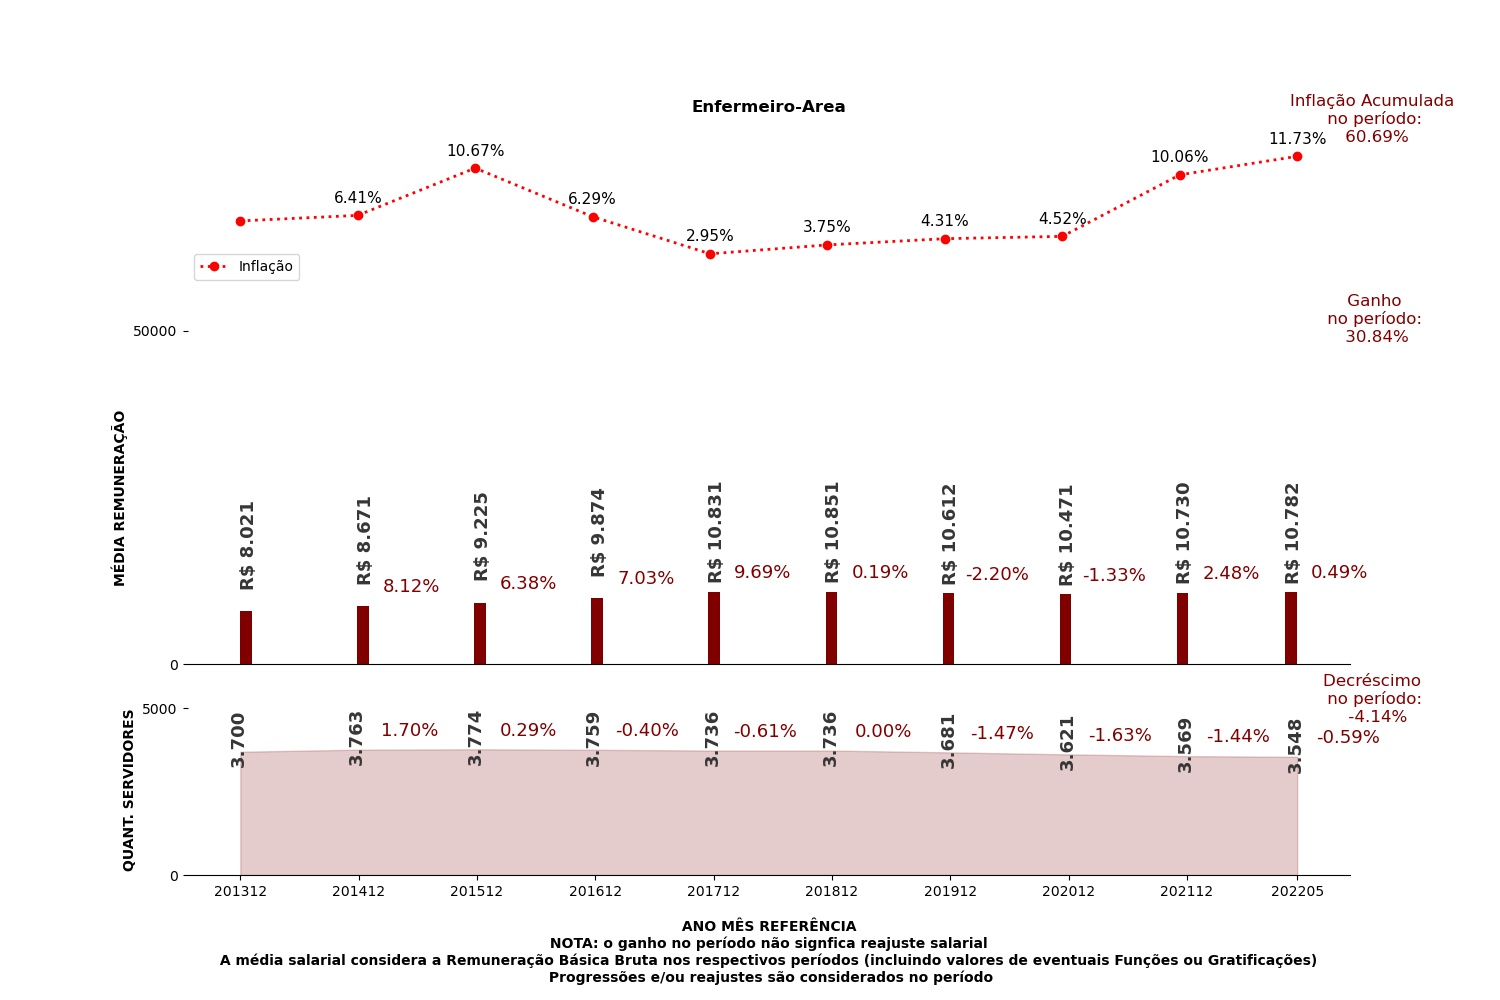 Enfermeiro-Area
Inflação Acumulada
no período:
60.69%
6.41%
10.67%
6.29%
2.95%
3.75%
4.31%
4.52%
10.06%
11.73%
Inflação
Ganho
no período:
30.84%
50000
0
MÉDIA REMUNERAÇÃO
R$ 8.021
R$ 8.671
R$ 9.225
R$ 9.874
R$ 10.831
R$ 10.851
R$ 10.612
R$ 10.471
R$ 10.730
R$ 10.782
8.12%
6.38%
7.03%
9.69%
0.19%
-2.20%
-1.33%
2.48%
0.49%
Decréscimo
no período:
-4.14%
5000
0
QUANT. SERVIDORES
3.700
3.763
3.774
3.759
3.736
3.736
3.681
3.621
3.569
3.548
1.70%
0.29%
-0.40%
-0.61%
0.00%
-1.47%
-1.63%
-1.44%
-0.59%
201312
201412
201512
201612
201712
201812
201912
202012
202112
202205
ANO MÊS REFERÊNCIA
NOTA: o ganho no período não signfica reajuste salarial
A média salarial considera a Remuneração Básica Bruta nos respectivos períodos (incluindo valores de eventuais Funções ou Gratificações)
Progressões e/ou reajustes são considerados no período